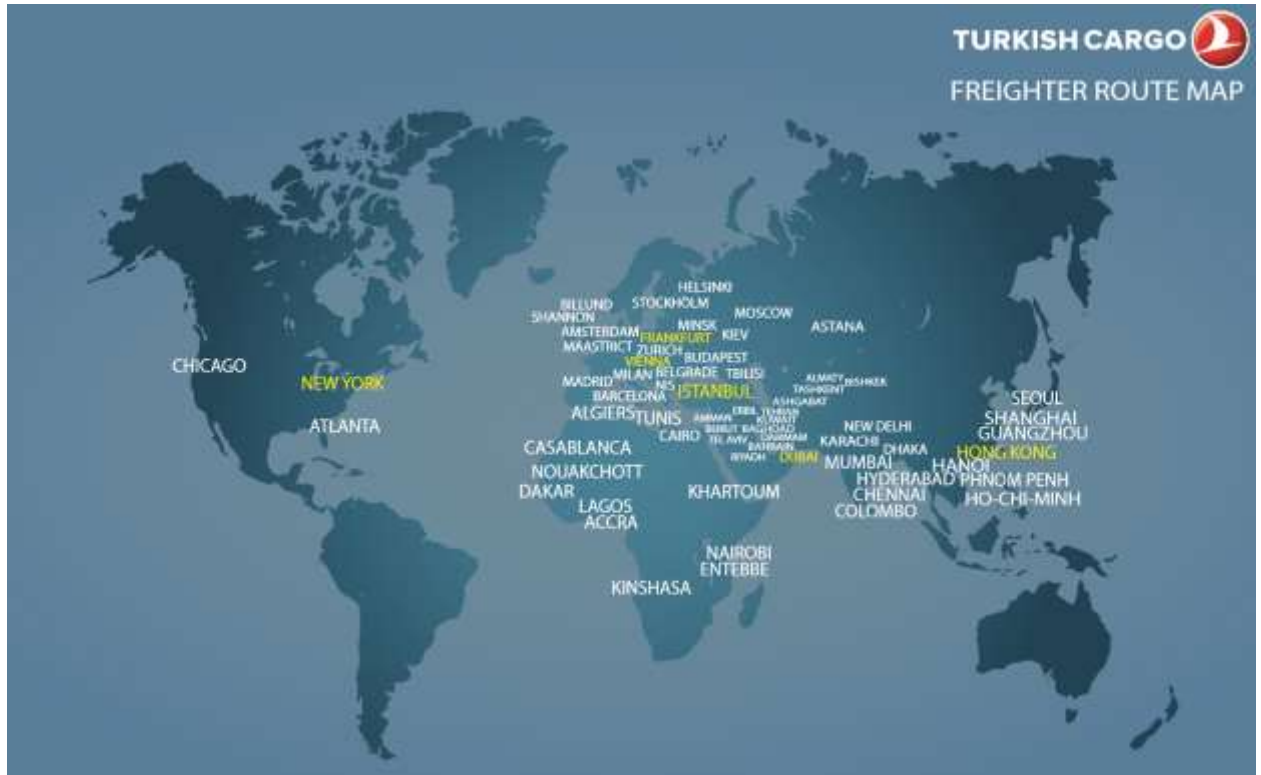 TURKISH CARGO
FREIGHTER ROUTE MAP
HELSINKI
BILLUND
STOCKHOLM
SHANNON
MOSCOW
AMSTERDAM
MINSK
ASTANA
FRANKFURT
KIEV
MAASTRICT
ZURICH
VIENNA
BUDAPEST
CHICAGO
MILAN
BELGRADE
TBILISI
NEW YORK
MADRID
NIS
ISTANBUL
ALMATY
BISHKEK
TASHKENT
BARCELONA
ASHGABAT
SEOUL
ALGIERS
TUNIS
AMMAN
ERBIL
TEHRAN
KUWAIT
SHANGHAI
ATLANTA
CAIRO
BEIRUT
BAGHDAD
NEW DELHI
GUANGZHOU
TEL AVIV
DAMMAM
KARACHI
CASABLANCA
BAHRAIN
DHAKA
HONG KONG
RIYADH
DUBAI
MUMBAI
HANOI
NOUAKCHOTT
HYDERABAD
PHNOM PENH
DAKAR
KHARTOUM
CHENNAI
HO-CHI-MINH
LAGOS
COLOMBO
ACCRA
NAIROBI
ENTEBBE
KINSHASA